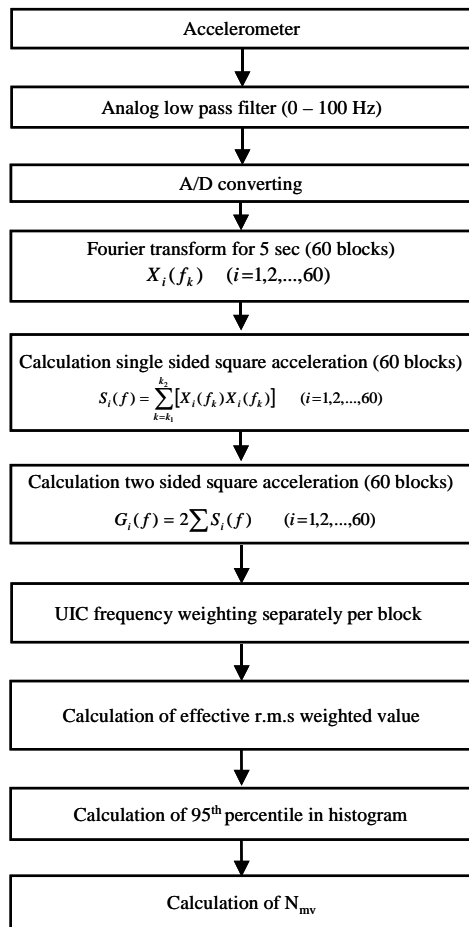 Accelerometer
Analog low pass filter (0 – 100 Hz)
A/D converting
Fourier transform for 5 sec (60 blocks)
X_i(f_k) (i=1,2,...,60)
Calculation single sided square acceleration (60 blocks)
S_i(f) = ∑_{k=k_1}^{k_2} [X_i(f_k)X_i(f_k)] (i=1,2,...,60)
Calculation two sided square acceleration (60 blocks)
G_i(f) = 2∑ S_i(f) (i=1,2,...,60)
UIC frequency weighting separately per block
Calculation of effective r.m.s weighted value
Calculation of 95th percentile in histogram
Calculation of N_mv